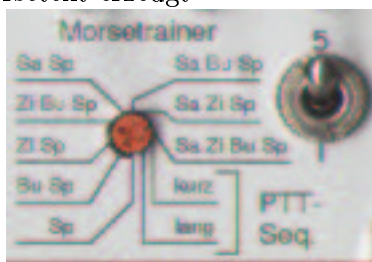 Morsetrainer
5
Sa Sp
Sa Bu Sp
Zi Bu Sp
Sa Zi Sp
Zi Sp
Sa Zi Bu Sp
Bu Sp
kurz
PTT-
Sp
lang
Seq.
1